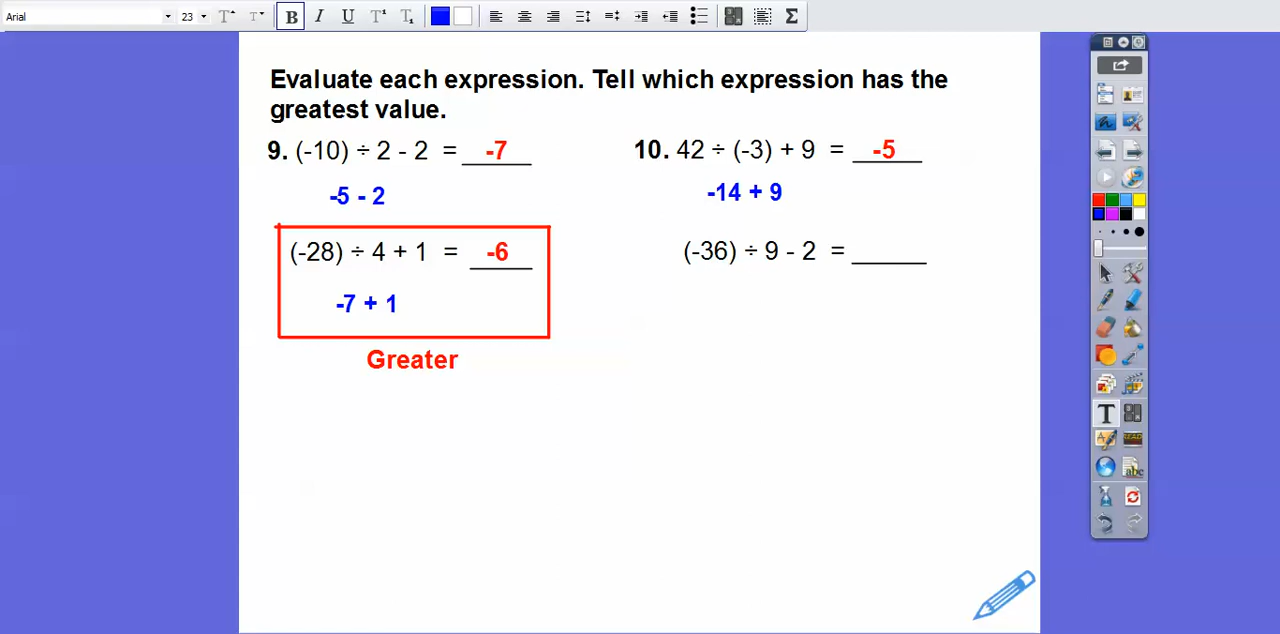 Arial 23 B I U T T Σ
Evaluate each expression. Tell which expression has the
greatest value.
9. (-10) ÷ 2 - 2 = -7
-5 - 2
(-28) ÷ 4 + 1 = -6
-7 + 1
Greater
10. 42 ÷ (-3) + 9 = -5
-14 + 9
(-36) ÷ 9 - 2 = ______
T